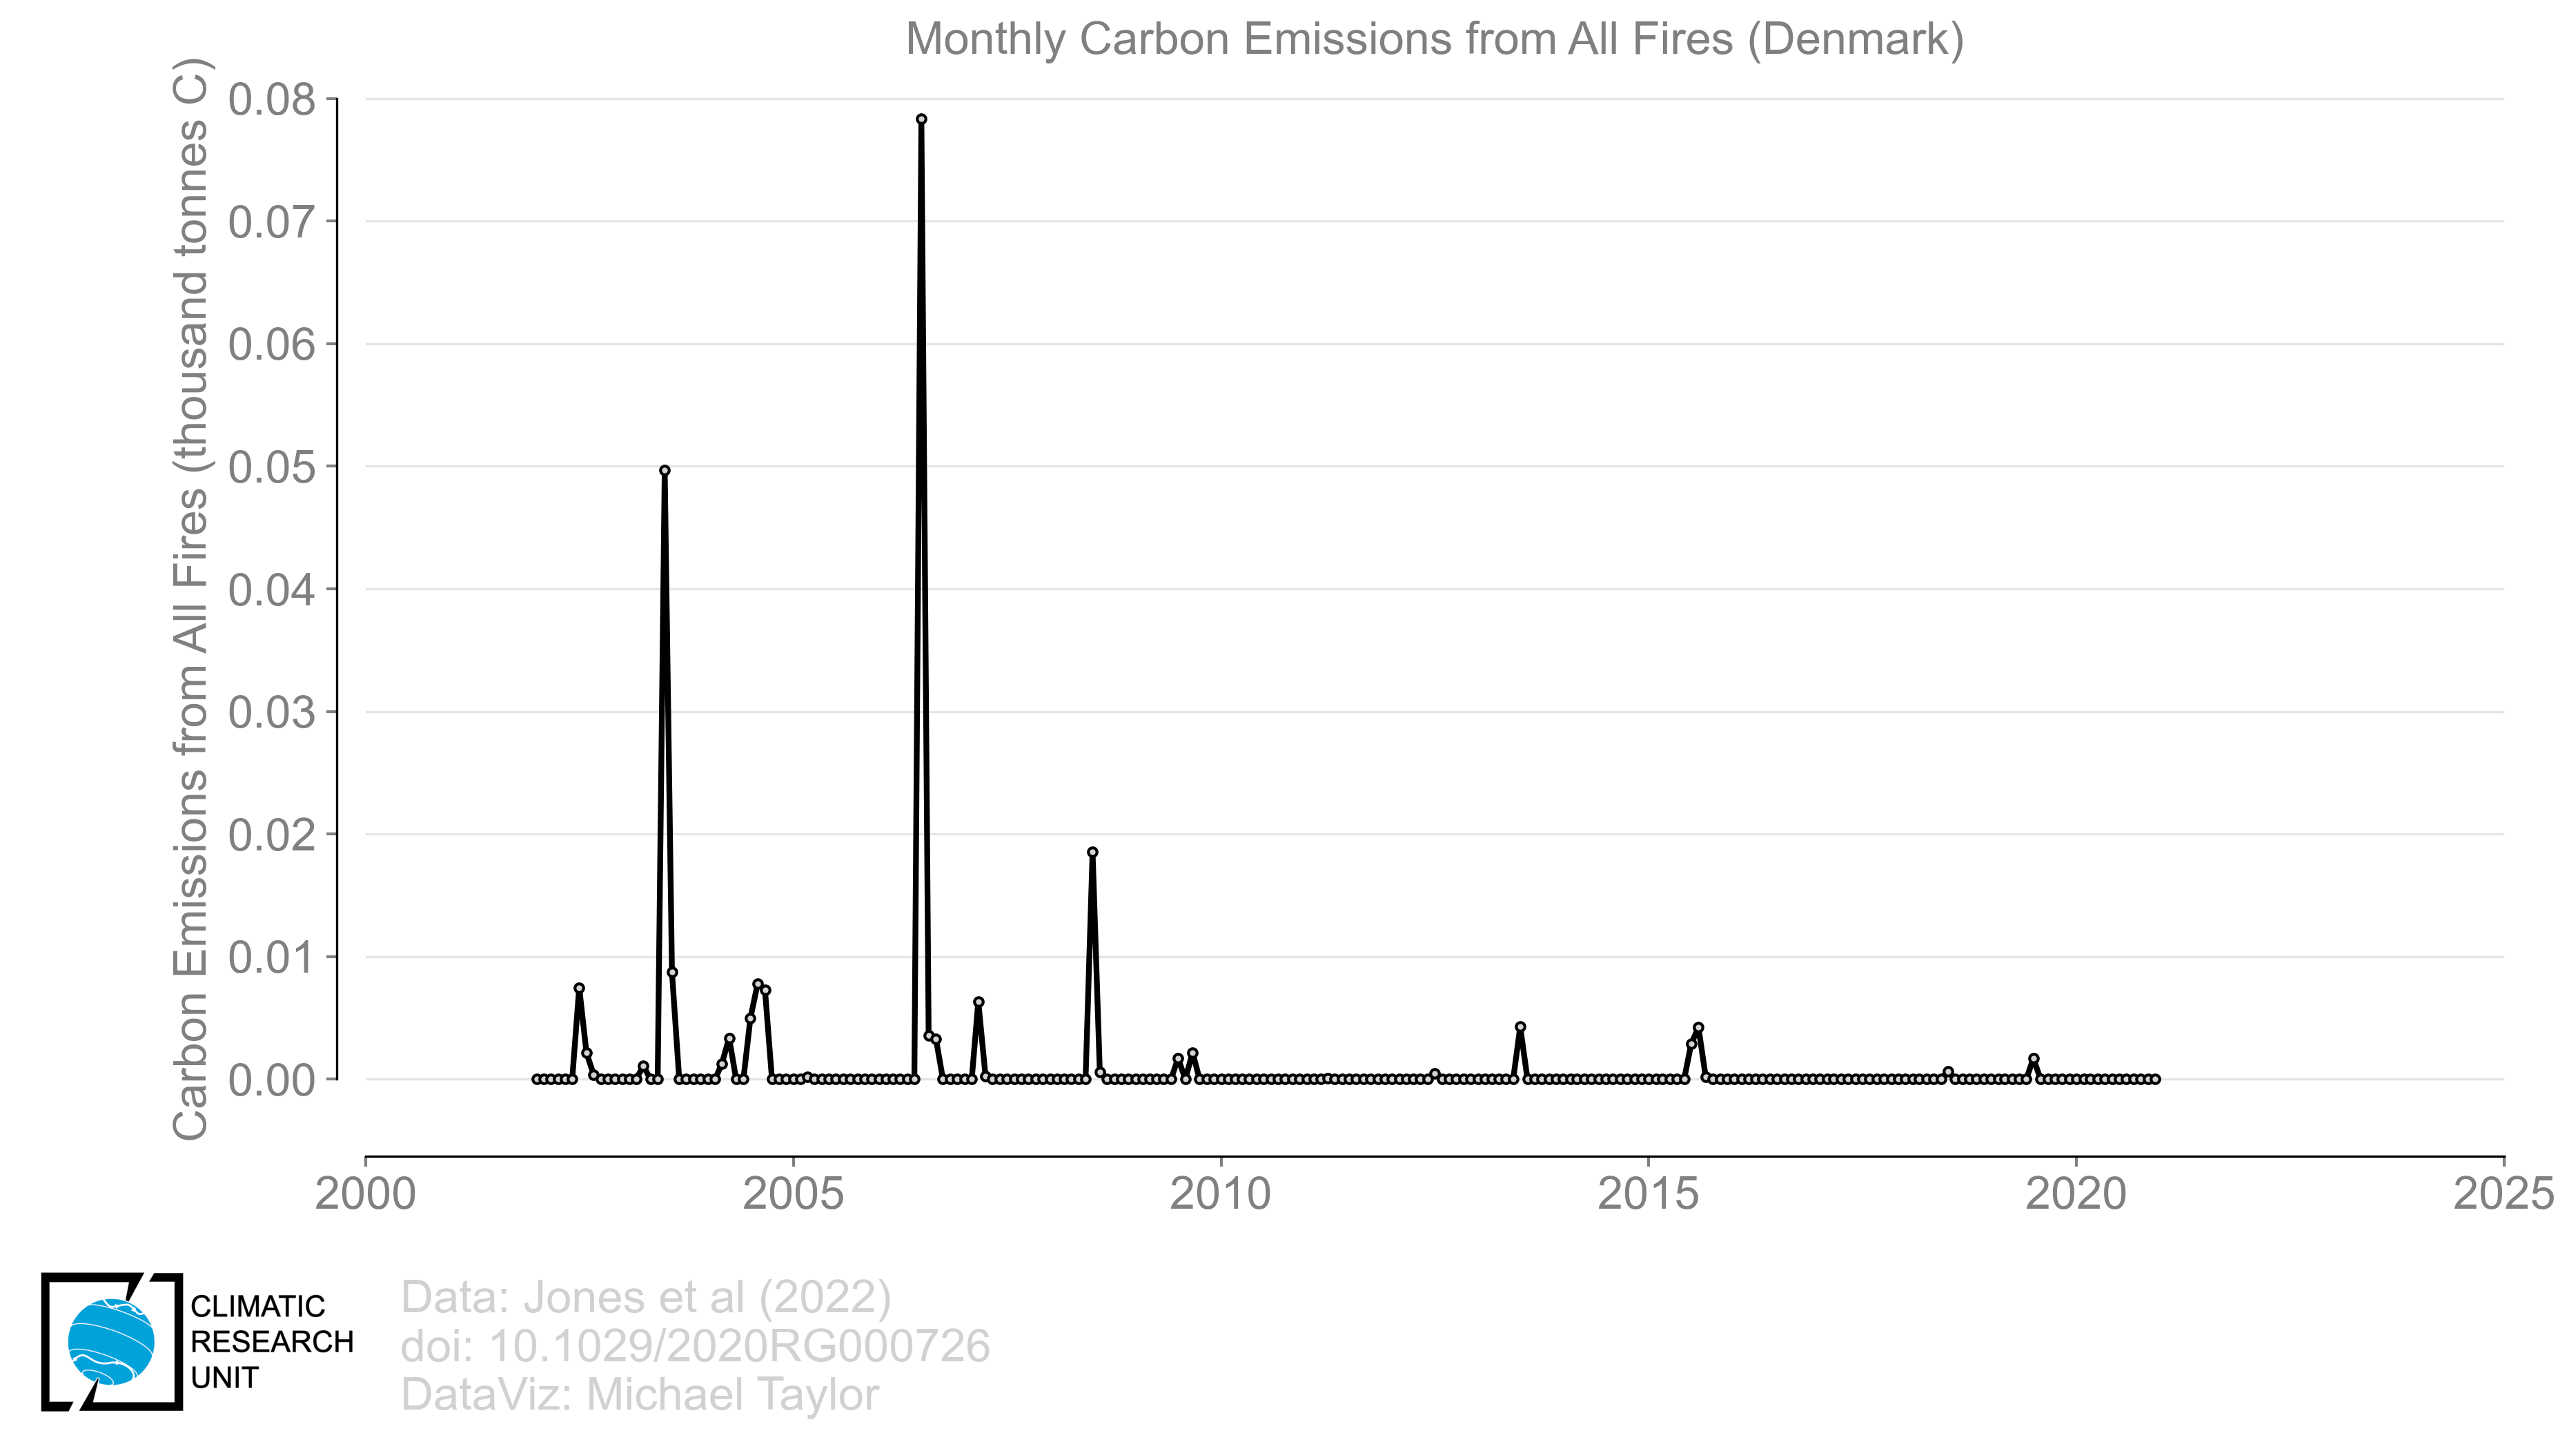 Monthly Carbon Emissions from All Fires (Denmark)
Carbon Emissions from All Fires (thousand tonnes C)
0.08
0.07
0.06
0.05
0.04
0.03
0.02
0.01
0.00
2000 2005 2010 2015 2020 2025
CLIMATIC
RESEARCH
UNIT
Data: Jones et al (2022)
doi: 10.1029/2020RG000726
DataViz: Michael Taylor